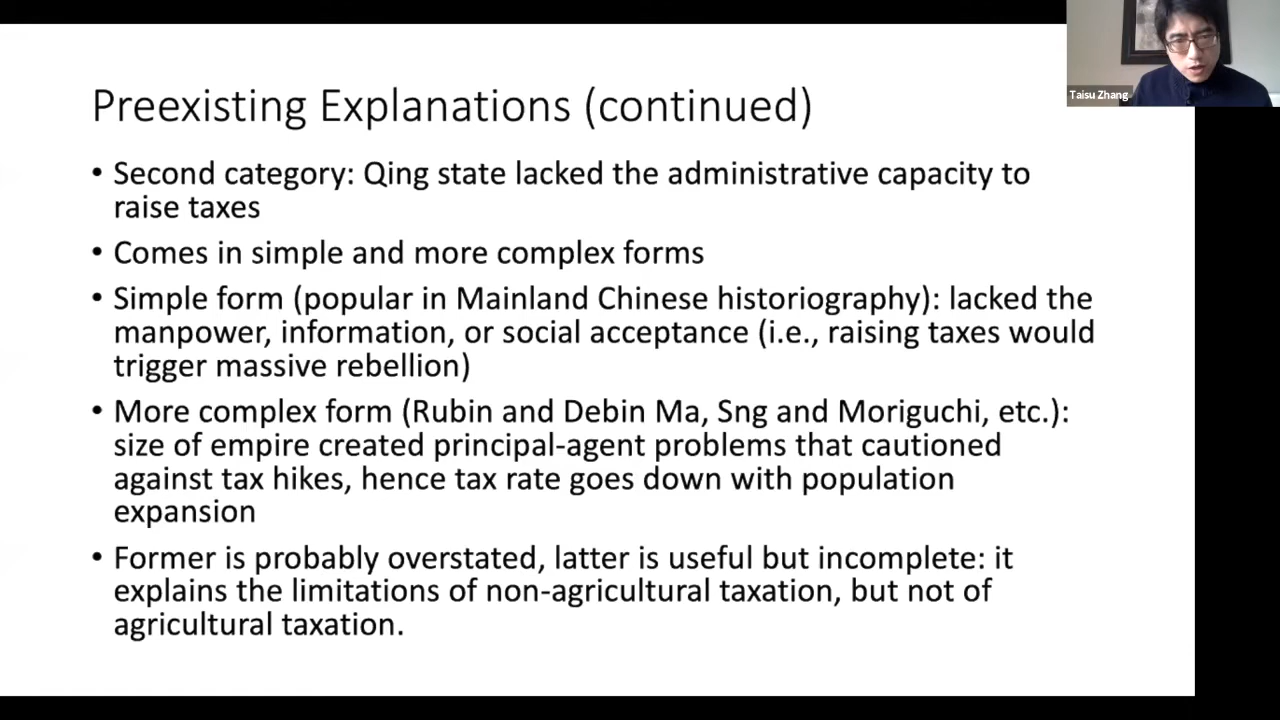 Taisu Zhang
Preexisting Explanations (continued)
• Second category: Qing state lacked the administrative capacity to
raise taxes
• Comes in simple and more complex forms
• Simple form (popular in Mainland Chinese historiography): lacked the
manpower, information, or social acceptance (i.e., raising taxes would
trigger massive rebellion)
• More complex form (Rubin and Debin Ma, Sng and Moriguchi, etc.):
size of empire created principal-agent problems that cautioned
against tax hikes, hence tax rate goes down with population
expansion
• Former is probably overstated, latter is useful but incomplete: it
explains the limitations of non-agricultural taxation, but not of
agricultural taxation.